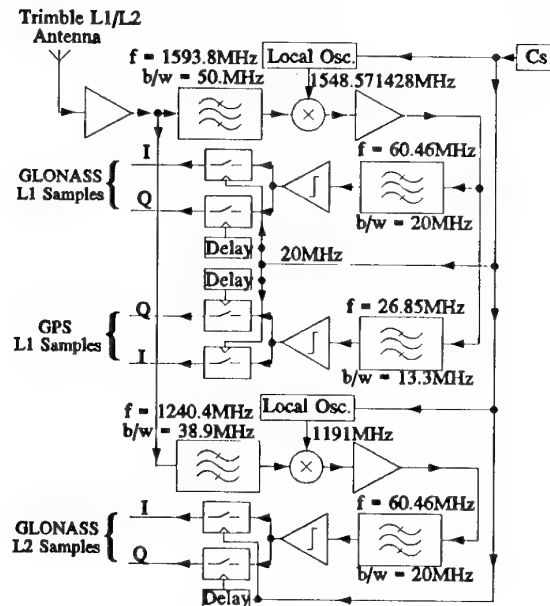 Trimble L1/L2
Antenna
f = 1593.8MHz
b/w = 50.MHz
Local Osc.
Cs
1548.571428MHz
I
GLONASS
L1 Samples
Q
f = 60.46MHz
b/w = 20MHz
Delay
20MHz
Delay
Q
GPS
L1 Samples
I
f = 26.85MHz
b/w = 13.3MHz
f = 1240.4MHz
b/w = 38.9MHz
Local Osc.
1191MHz
I
GLONASS
L2 Samples
Q
f = 60.46MHz
b/w = 20MHz
Delay